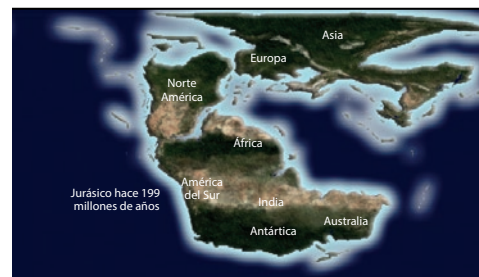 Asia
Europa
Norte
América
África
América
del Sur
India
Jurásico hace 199
millones de años
Australia
Antártica